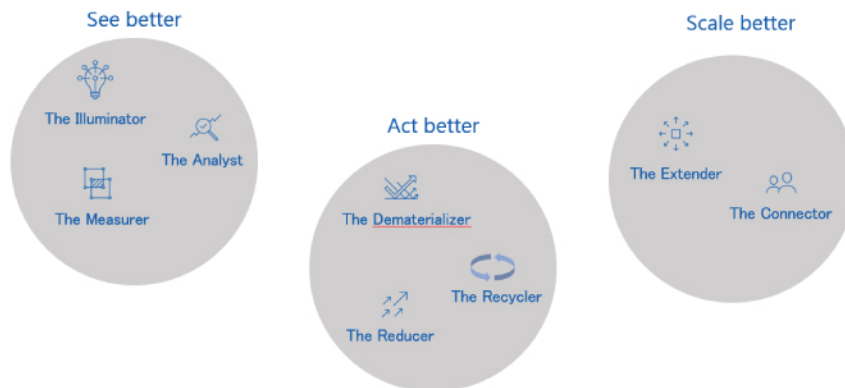 See better
The Illuminator
The Analyst
The Measurer
Act better
The Dematerializer
The Recycler
The Reducer
Scale better
The Extender
The Connector